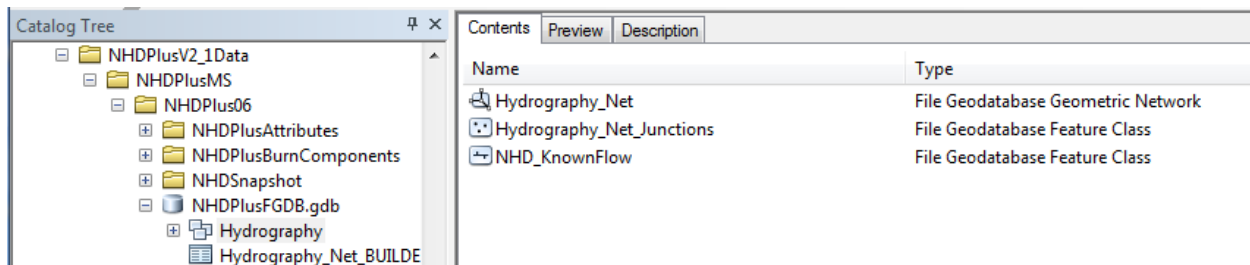 Catalog Tree
NHDPlusV2_1Data
NHDPlusMS
NHDPlus06
NHDPlusAttributes
NHDPlusBurnComponents
NHDSnapshot
NHDPlusFGDB.gdb
Hydrography
Hydrography_Net_BUILDE
Contents Preview Description
Name Type
Hydrography_Net File Geodatabase Geometric Network
Hydrography_Net_Junctions File Geodatabase Feature Class
NHD_KnownFlow File Geodatabase Feature Class